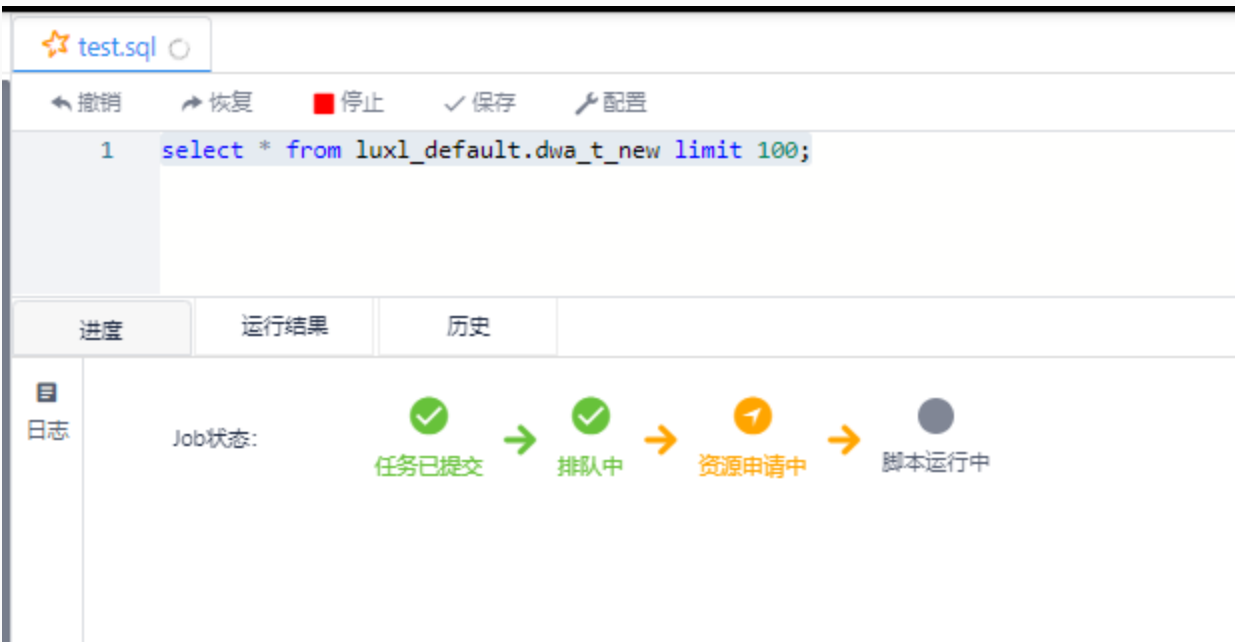 test.sql
撤销 恢复 停止 保存 配置
1 select * from luxl_default.dwa_t_new limit 100;
进度 运行结果 历史
日志
Job状态:
任务已提交 排队中 资源申请中 脚本运行中